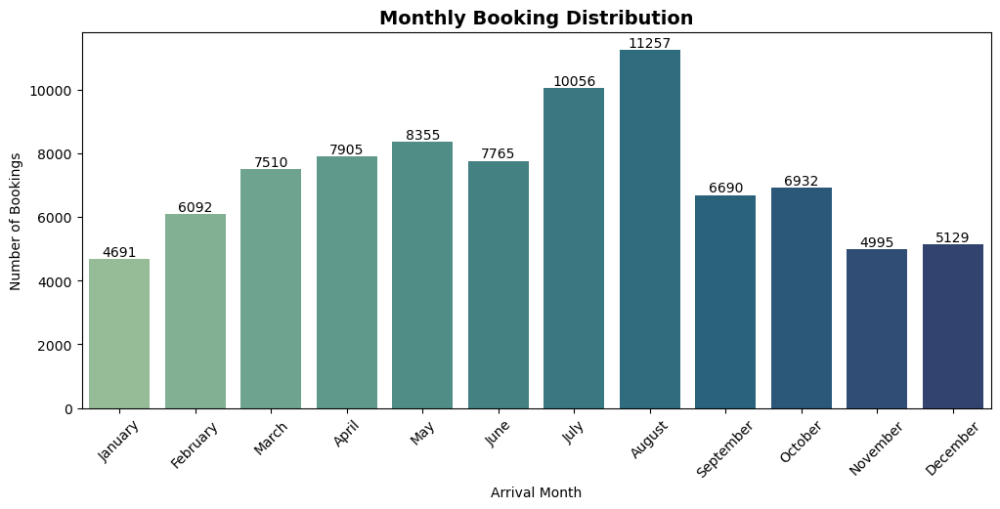 Monthly Booking Distribution
Number of Bookings
10000
8000
6000
4000
2000
0
4691
6092
7510
7905
8355
7765
10056
11257
6690
6932
4995
5129
January
February
March
April
May
June
July
August
September
October
November
December
Arrival Month